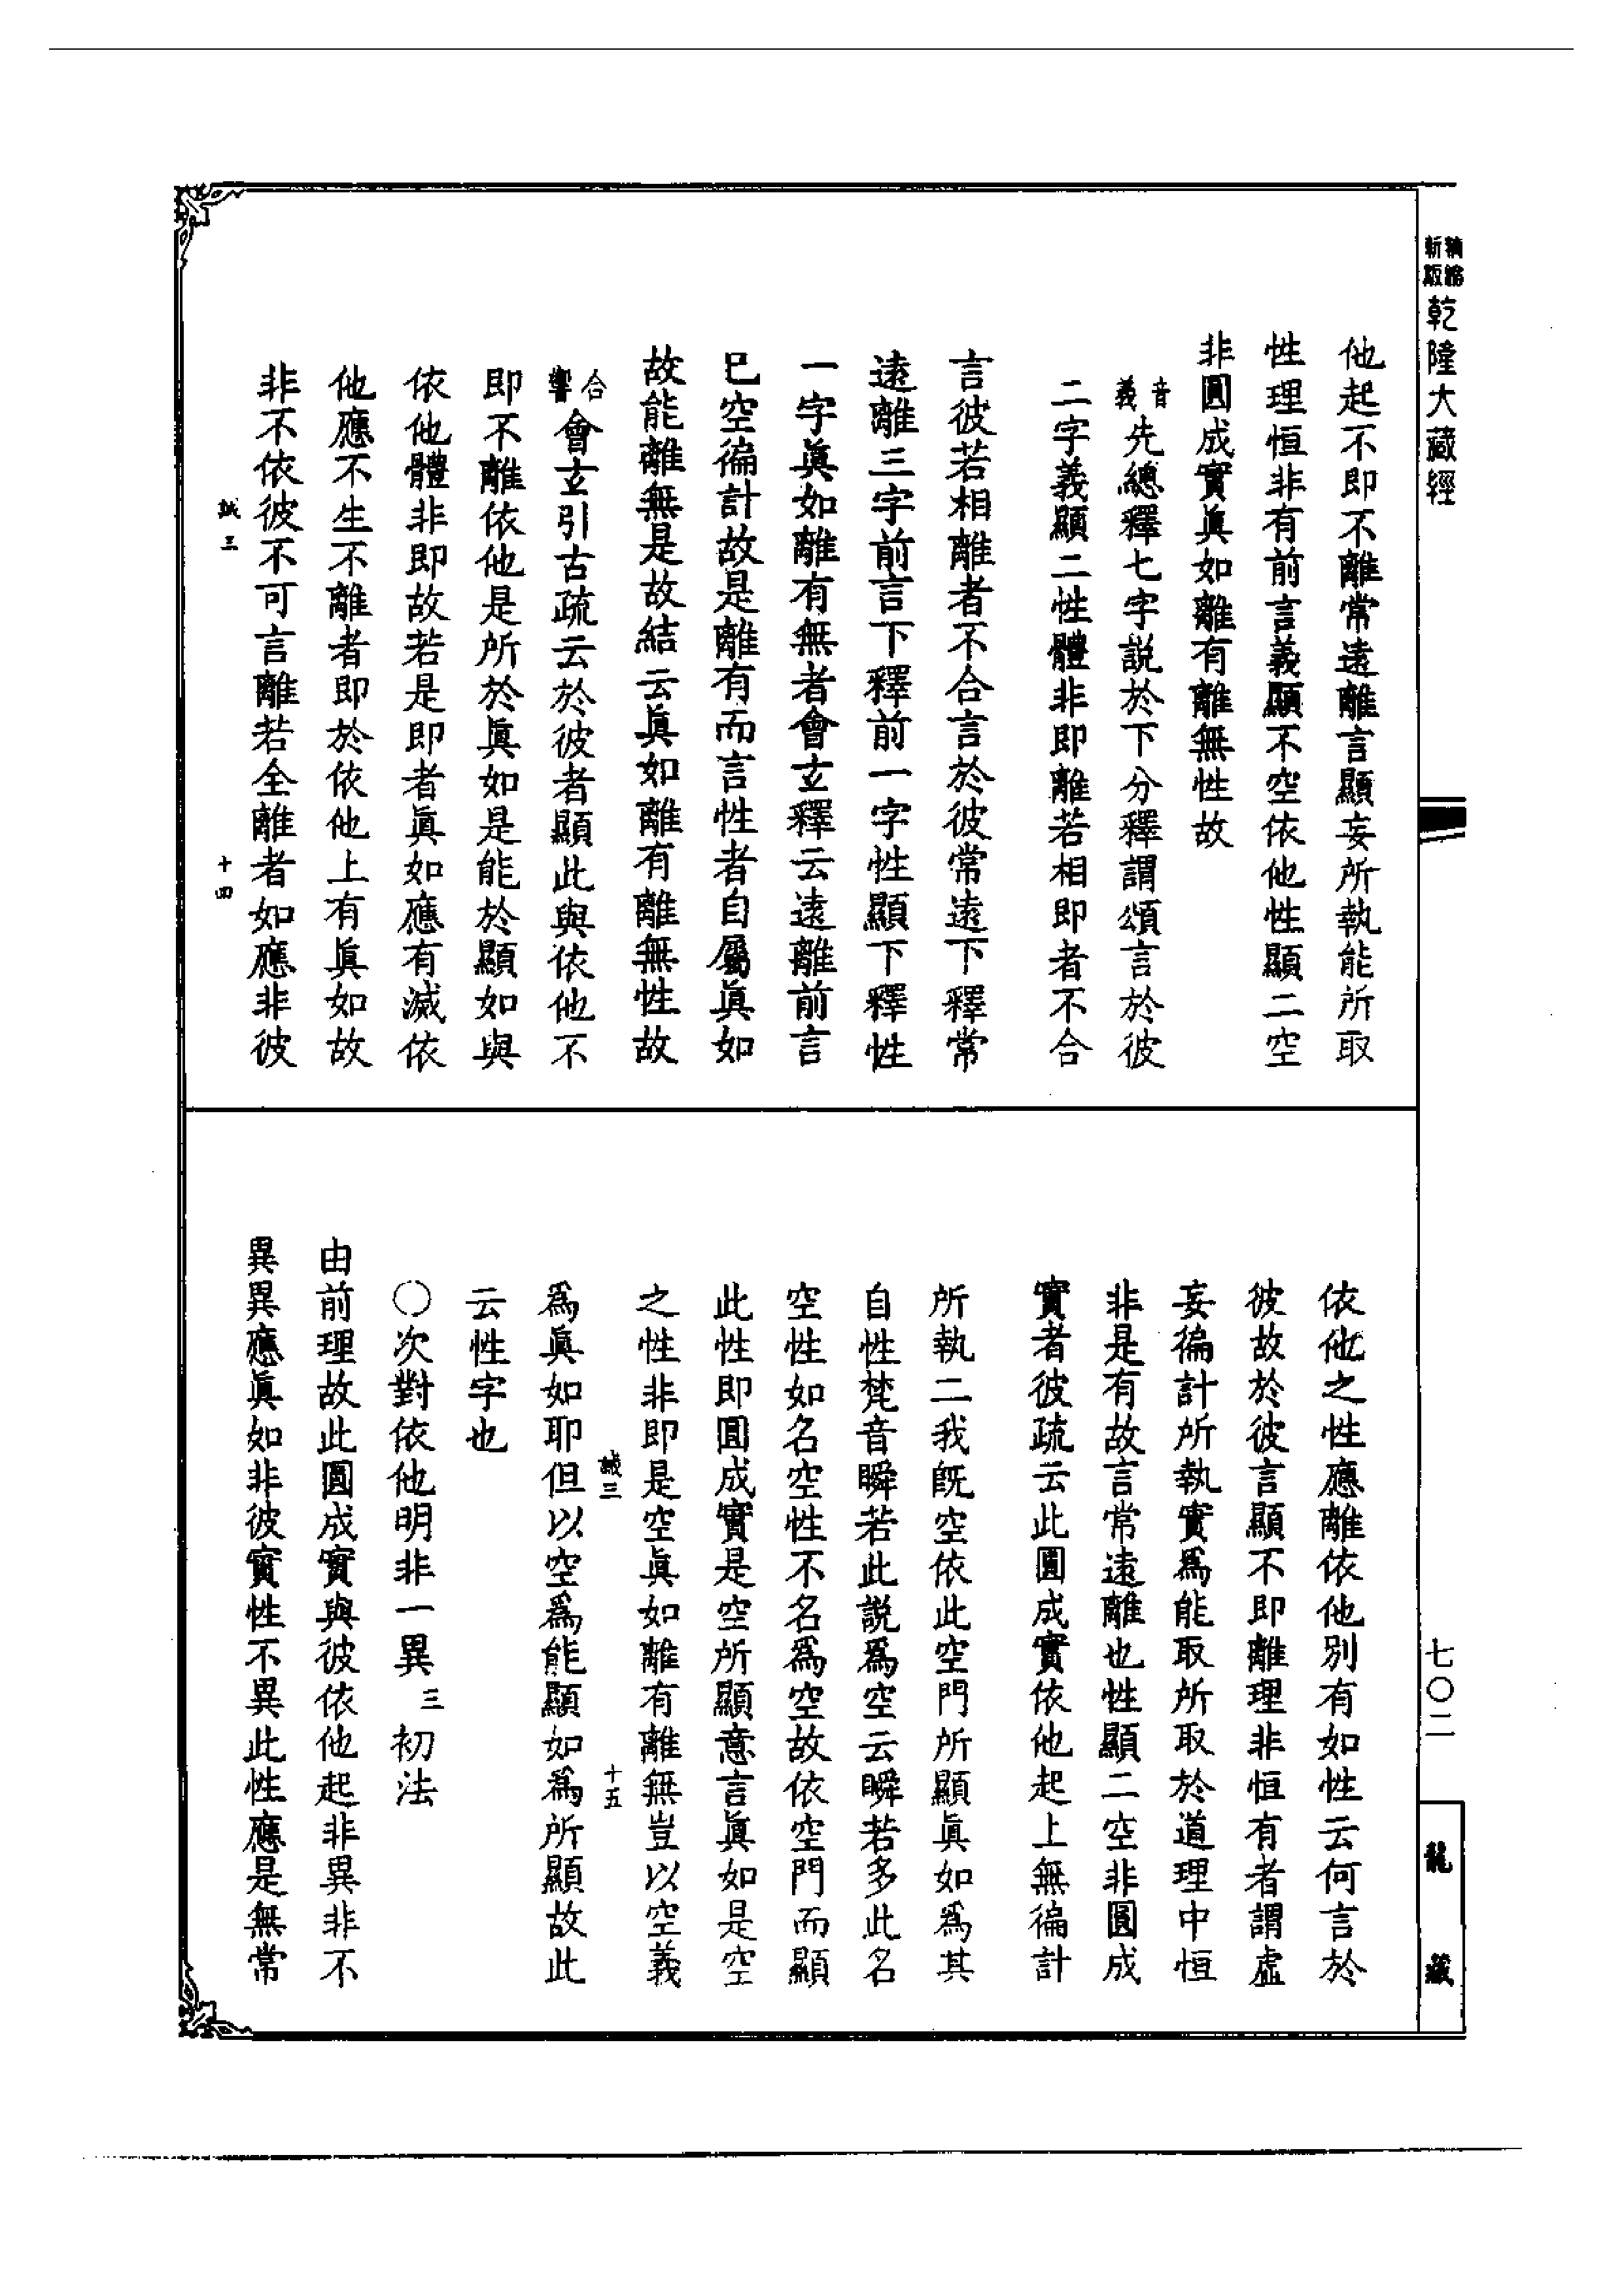 精縮新版乾隆大藏經
七〇二
龍藏
他起不即不離常遠離言顯妄所執能所取
性理恒非有前言義顯不空依他性顯二空
非圓成實眞如離有離無性故
音義先總釋七字說於下分釋謂頌言於彼
二字義顯二性體非即離若相即者不合
言彼若相離者不合言於彼常遠下釋常
遠離三字前言下釋前一字性顯下釋性
一字眞如離有無者會玄釋云遠離前言
已空徧計故是離有而言性者自屬眞如
故能離無是故結云眞如離有離無性故
合響會玄引古疏云於彼者顯此與依他不
即不離依他是所於眞如是能於顯如與
依他體非即故若是即者眞如應有滅依
他應不生不離者即於依他上有眞如故
非不依彼不可言離若全離者如應非彼
誠三 十四
依他之性應離依他別有如性云何言於
彼故於彼言顯不即離理非恒有者謂虛
妄徧計所執實爲能取所取於道理中恒
非是有故言常遠離也性顯二空非圓成
實者彼疏云此圓成實依他起上無徧計
所執二我旣空依此空門所顯眞如爲其
自性梵音瞬若此說爲空云瞬若多此名
空性如名空性不名爲空故依空門而顯
此性即圓成實是空所顯意言眞如是空
之性非即是空眞如離有離無豈以空義
誠三 十五
爲眞如耶但以空爲能顯如爲所顯故此
云性字也
〇次對依他明非一異三初法
由前理故此圓成實與彼依他起非異非不
異異應眞如非彼實性不異此性應是無常